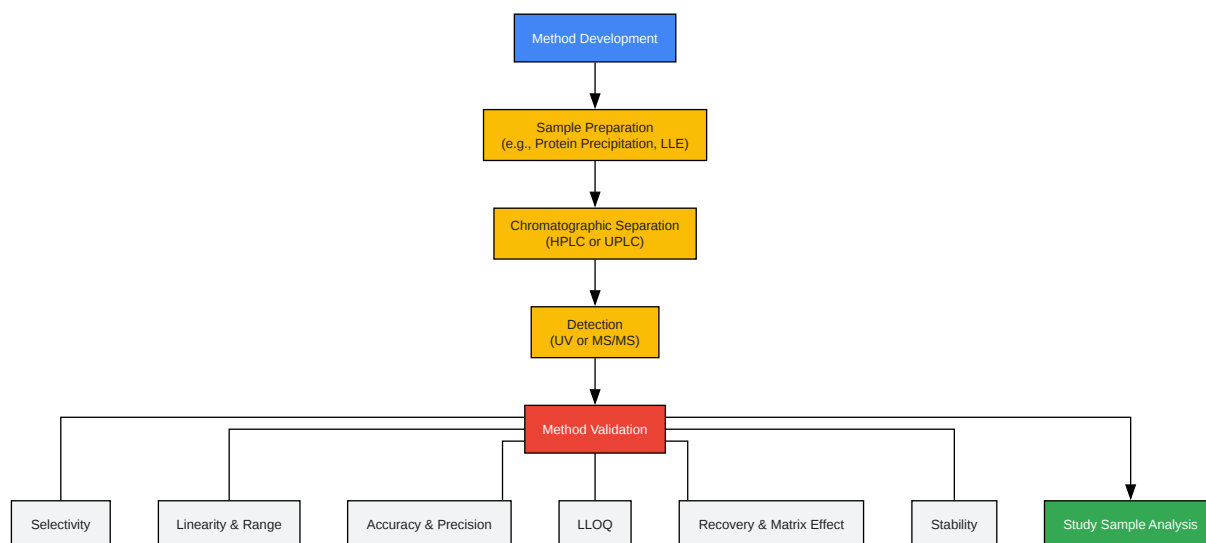 Method Development
Sample Preparation
(e.g., Protein Precipitation, LLE)
Chromatographic Separation
(HPLC or UPLC)
Detection
(UV or MS/MS)
Method Validation
Selectivity
Linearity & Range
Accuracy & Precision
LLOQ
Recovery & Matrix Effect
Stability
Study Sample Analysis